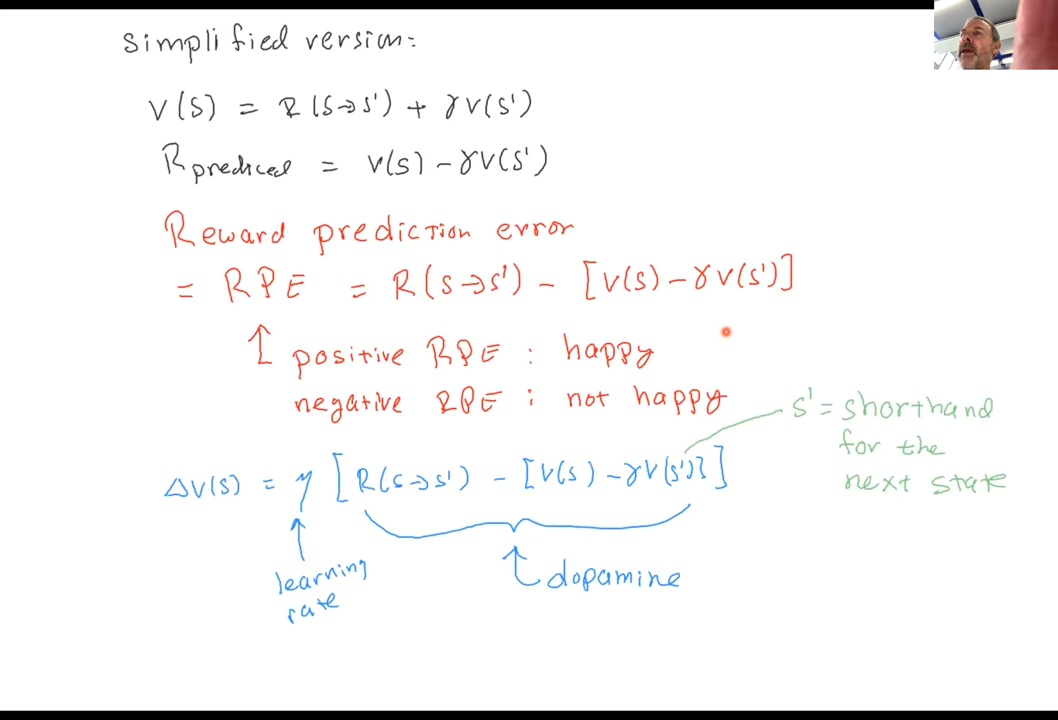 simplified version:
V(S) = R(S→S') + γV(S')
Rprediced = V(S) - γV(S')
Reward prediction error
= RPE = R(S→S') - [V(S) - γV(S')]
↑ positive RPE : happy
negative RPE : not happy
s' = shorthand
for the
next state
ΔV(S) = η [R(S→S') - [V(S) - γV(S')]]
↑ learning
rate
↑ dopamine